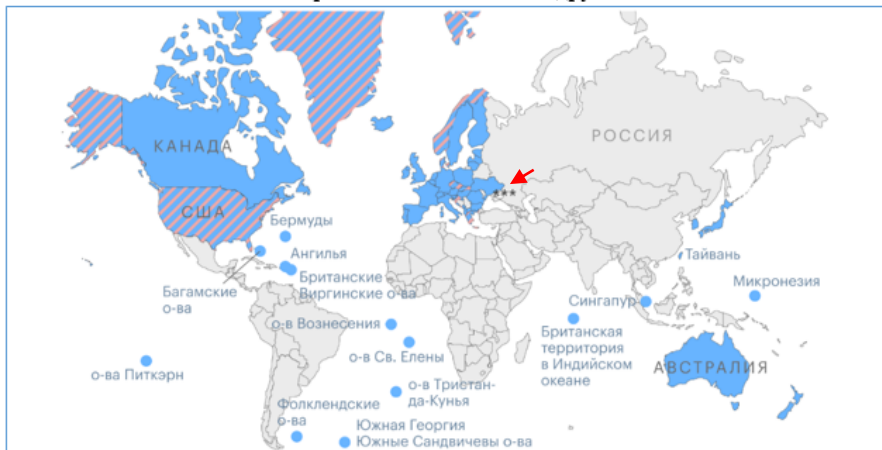 КАНАДА
РОССИЯ
***
США
Бермуды
Ангилья
Британские
Виргинские о-ва
Багамские
о-ва
Тайвань
Микронезия
Сингапур
о-в Вознесения
Британская
территория
в Индийском
океане
о-в Св. Елены
АВСТРАЛИЯ
о-ва Питкэрн
о-в Тристан-
да-Кунья
Фолклендские
о-ва
Южная Георгия
Южные Сандвичевы о-ва